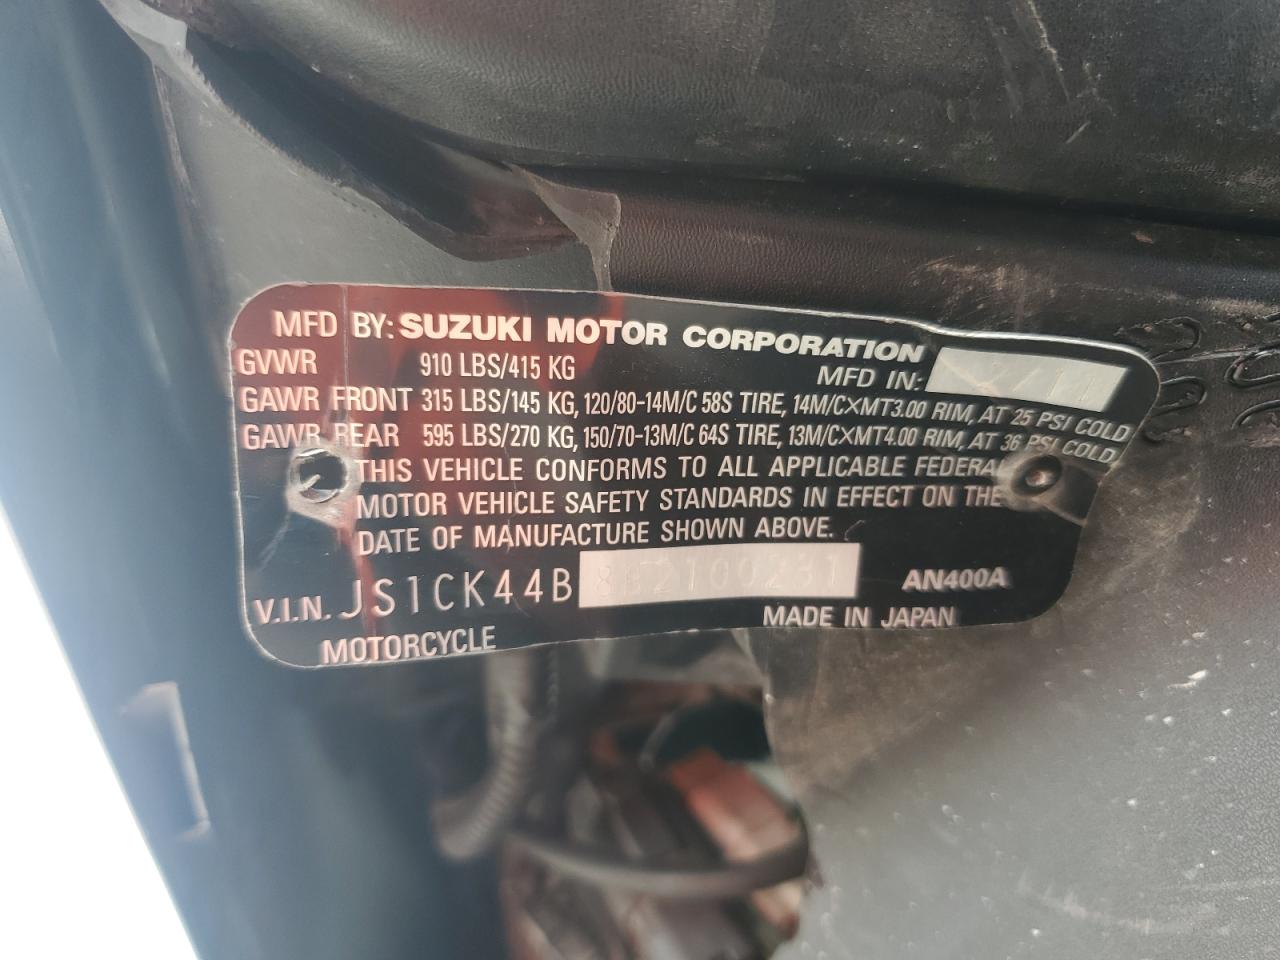 MFD BY: SUZUKI MOTOR CORPORATION
GVWR 910 LBS/415 KG MFD IN:
GAWR FRONT 315 LBS/145 KG, 120/80-14M/C 58S TIRE, 14M/C×MT3.00 RIM, AT 25 PSI COLD
GAWR REAR 595 LBS/270 KG, 150/70-13M/C 64S TIRE, 13M/C×MT4.00 RIM, AT 36 PSI COLD
THIS VEHICLE CONFORMS TO ALL APPLICABLE FEDERAL
MOTOR VEHICLE SAFETY STANDARDS IN EFFECT ON THE
DATE OF MANUFACTURE SHOWN ABOVE.
V.I.N. JS1CK44B AN400A
MOTORCYCLE MADE IN JAPAN